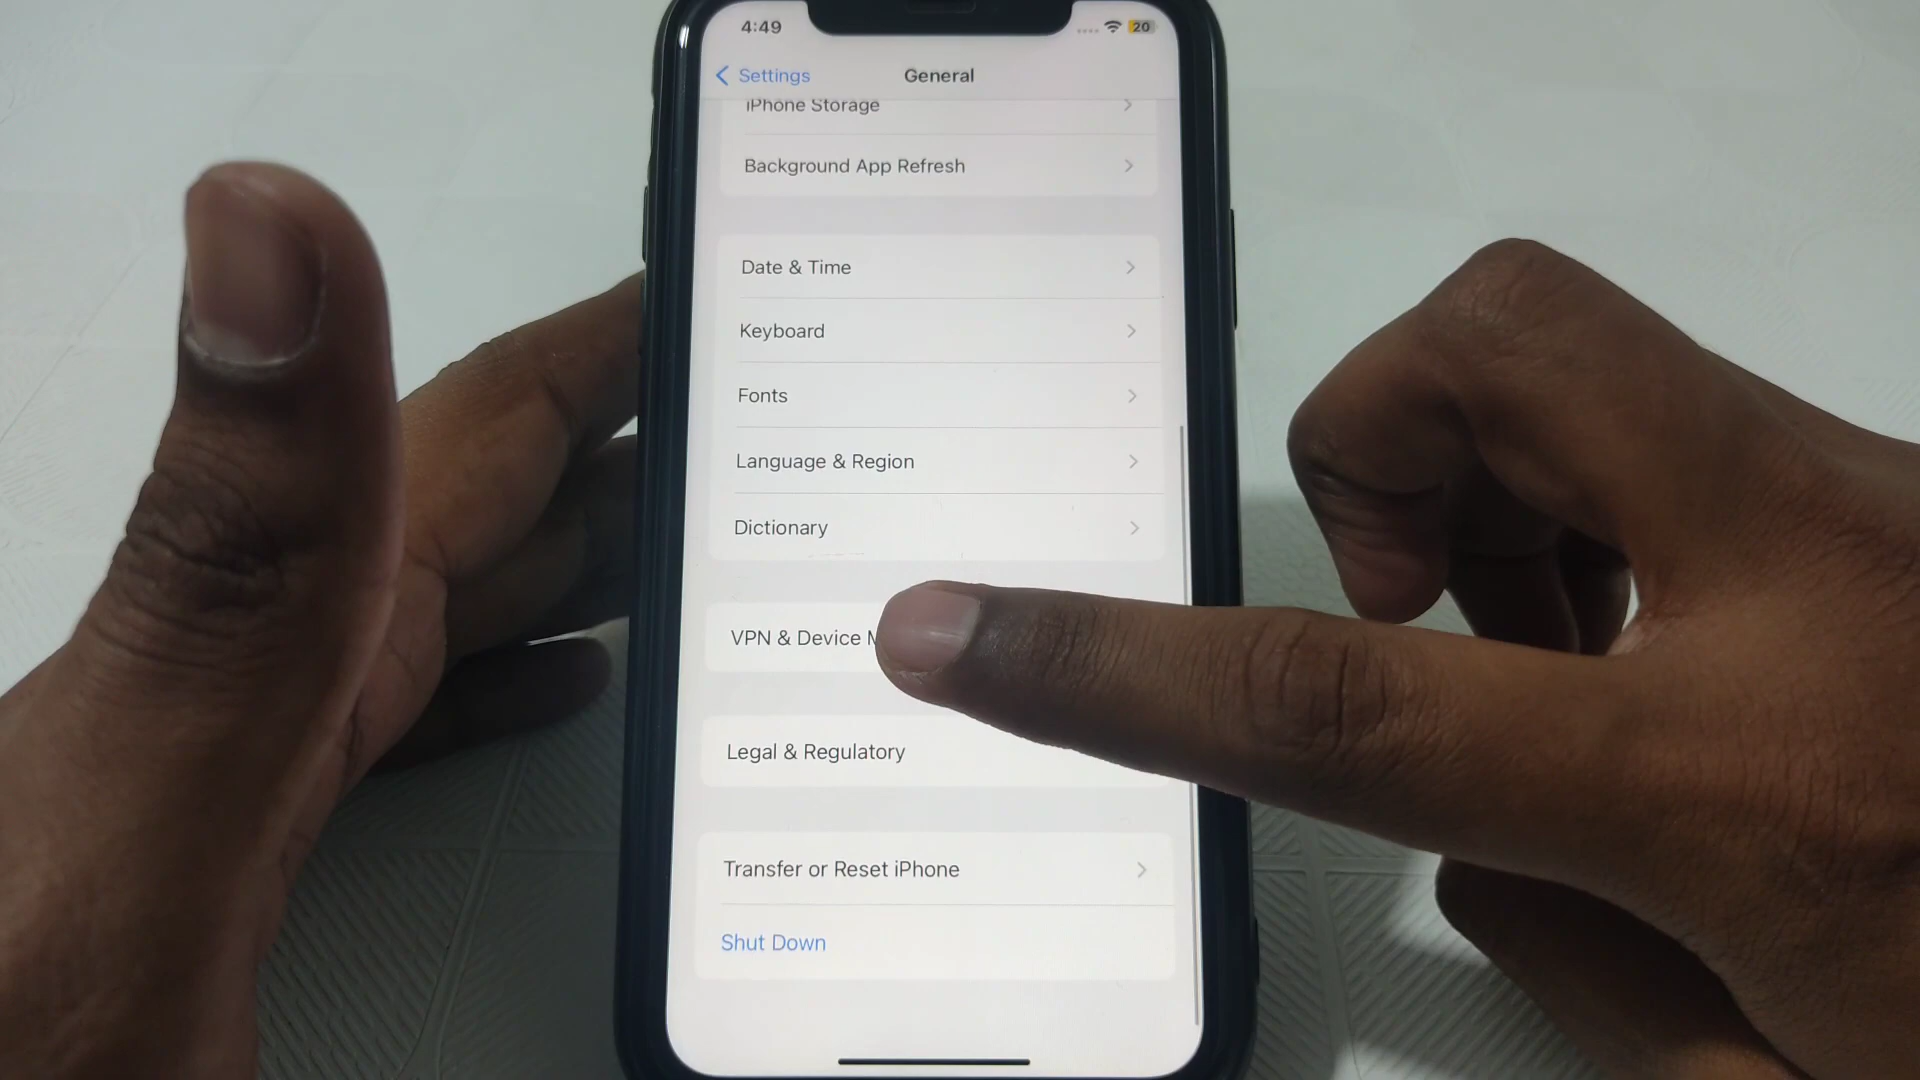 4:49
20
Settings
General
iPhone Storage
Background App Refresh
Date & Time
Keyboard
Fonts
Language & Region
Dictionary
VPN & Device
Legal & Regulatory
Transfer or Reset iPhone
Shut Down